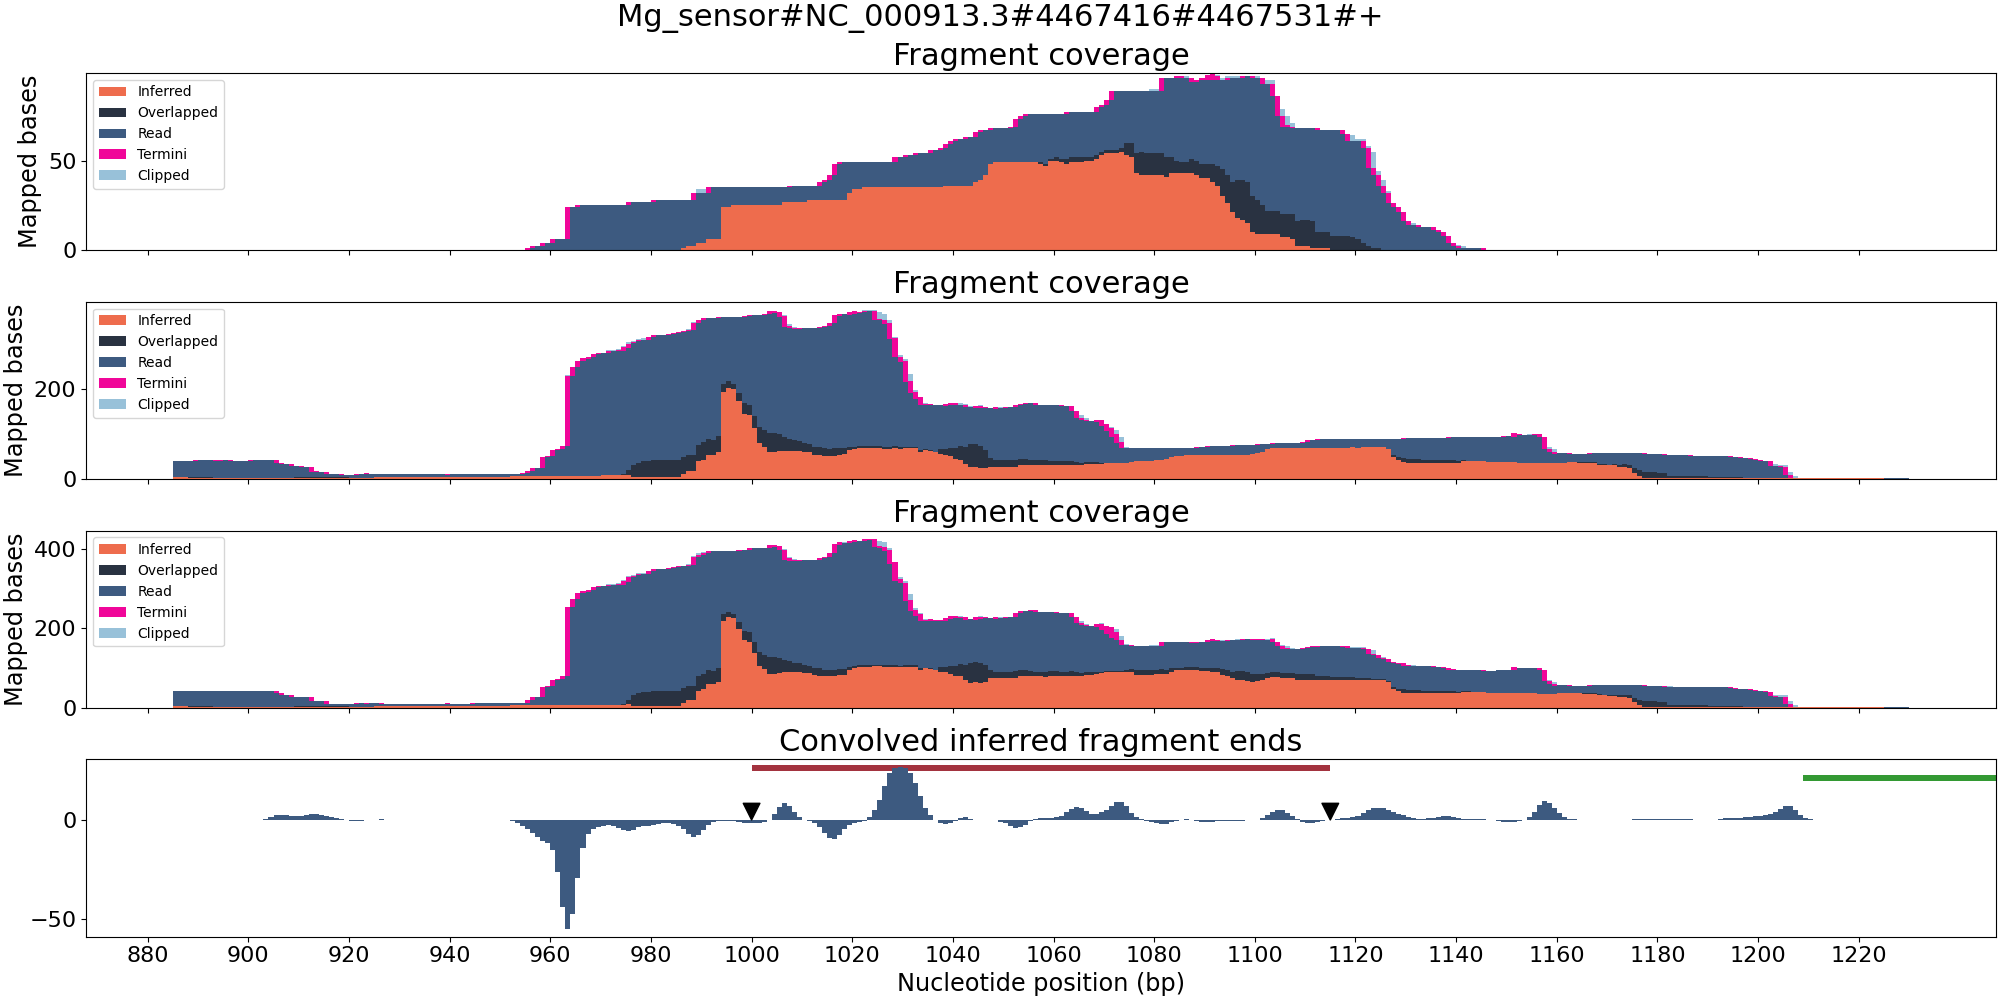 Mg_sensor#NC_000913.3#4467416#4467531#+
Fragment coverage
Mapped bases
50
0
Inferred
Overlapped
Read
Termini
Clipped
Fragment coverage
Mapped bases
200
0
Inferred
Overlapped
Read
Termini
Clipped
Fragment coverage
Mapped bases
400
200
0
Inferred
Overlapped
Read
Termini
Clipped
Convolved inferred fragment ends
0
−50
880 900 920 940 960 980 1000 1020 1040 1060 1080 1100 1120 1140 1160 1180 1200 1220
Nucleotide position (bp)